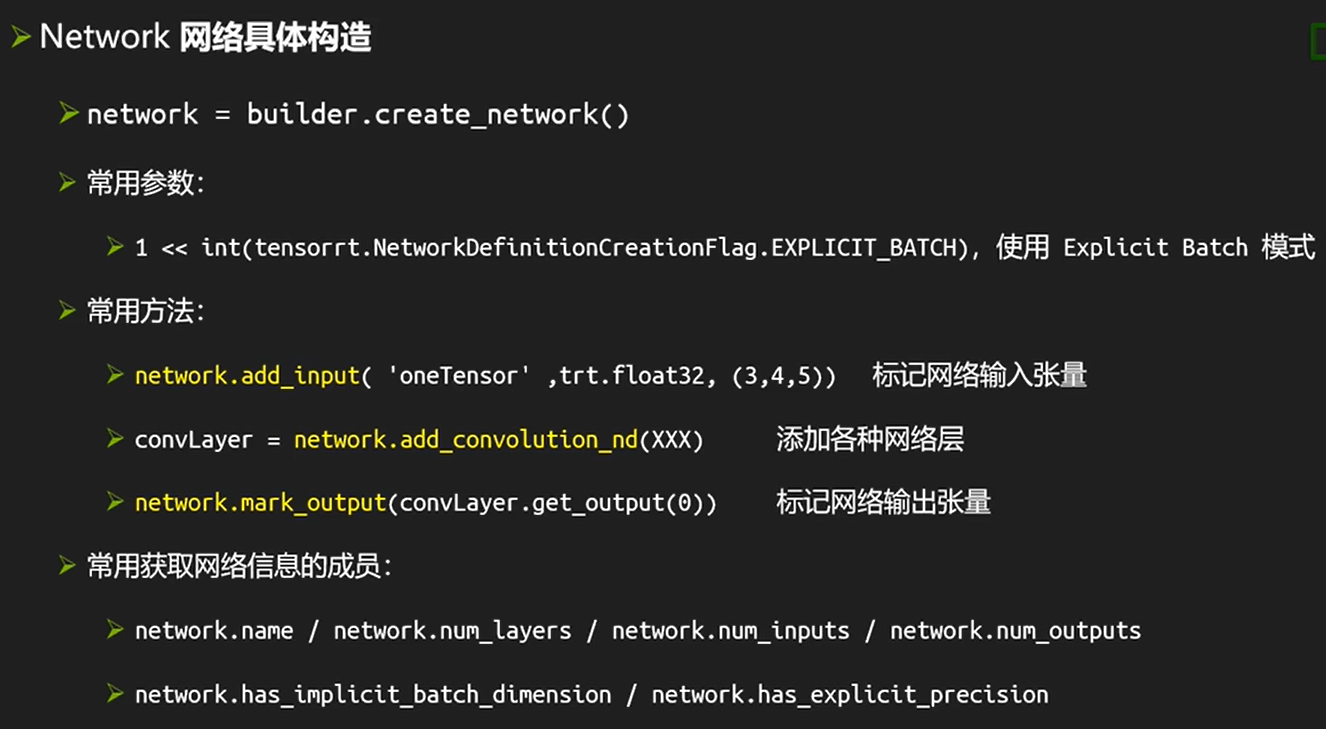 Network 网络具体构造
network = builder.create_network()
常用参数:
1 << int(tensorrt.NetworkDefinitionCreationFlag.EXPLICIT_BATCH), 使用 Explicit Batch 模式
常用方法:
network.add_input( 'oneTensor' ,trt.float32, (3,4,5)) 标记网络输入张量
convLayer = network.add_convolution_nd(XXX) 添加各种网络层
network.mark_output(convLayer.get_output(0)) 标记网络输出张量
常用获取网络信息的成员:
network.name / network.num_layers / network.num_inputs / network.num_outputs
network.has_implicit_batch_dimension / network.has_explicit_precision